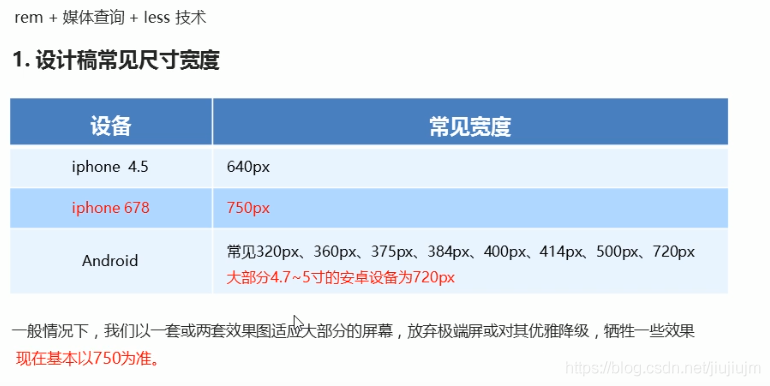 rem + 媒体查询 + less 技术
1. 设计稿常见尺寸宽度
设备 常见宽度
iphone 4.5 640px
iphone 678 750px
Android 常见320px、360px、375px、384px、400px、414px、500px、720px
大部分4.7~5寸的安卓设备为720px
一般情况下，我们以一套或两套效果图适应大部分的屏幕，放弃极端屏或对其优雅降级，牺牲一些效果
现在基本以750为准。
https://blog.csdn.net/jiujiujm